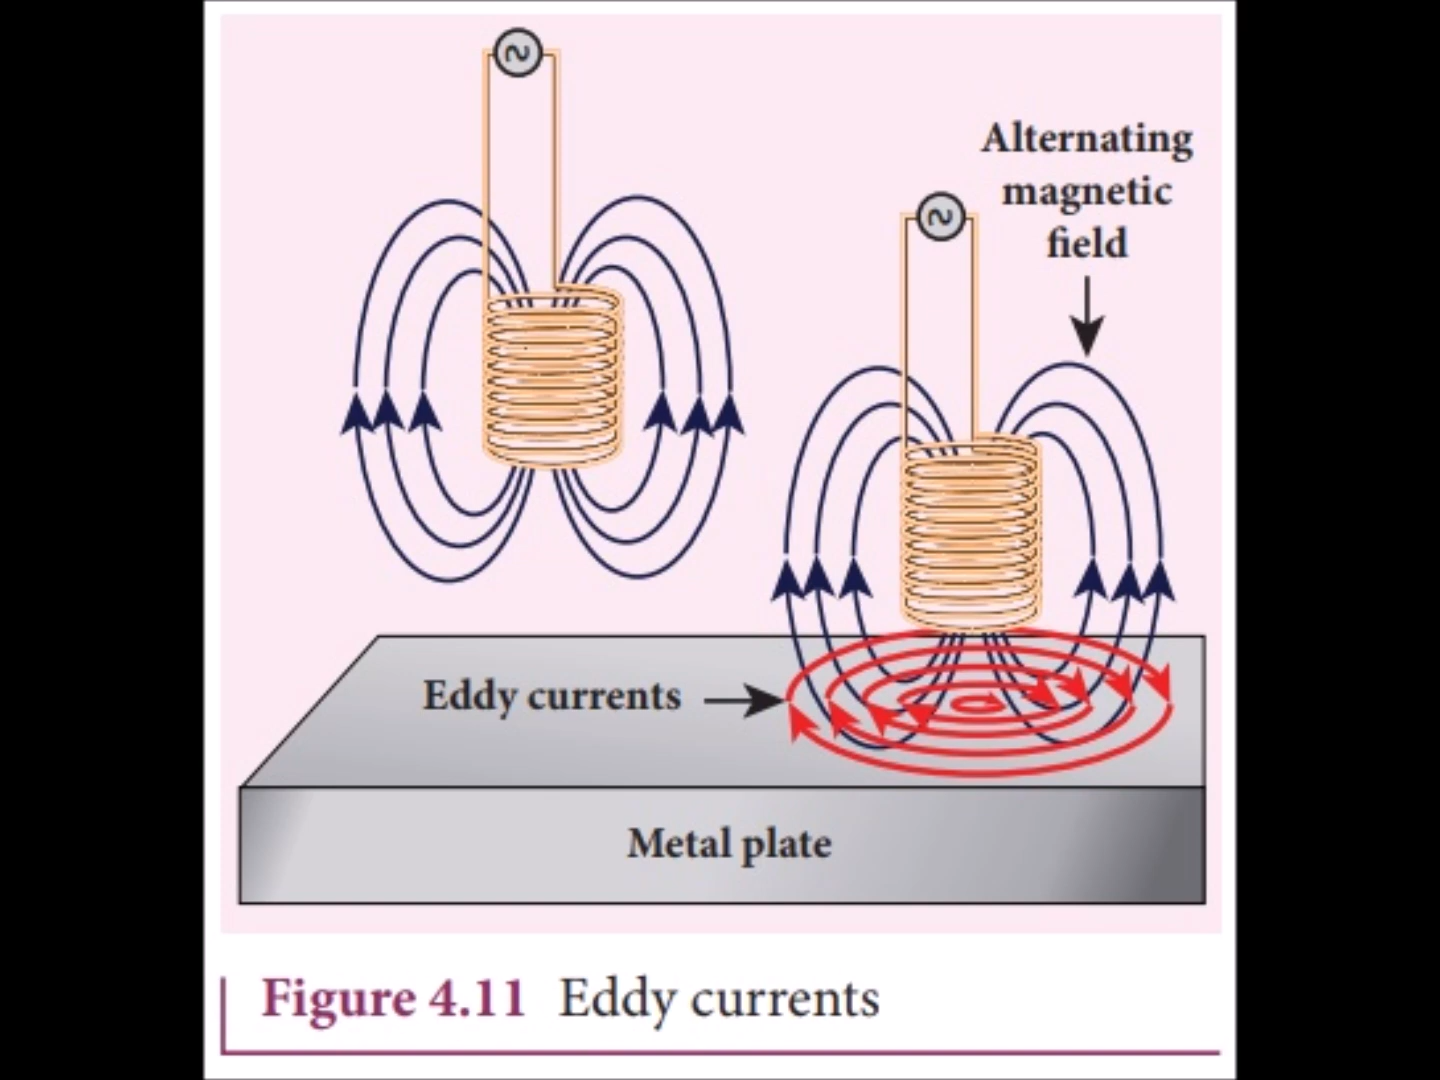 Alternating
magnetic
field
Eddy currents
Metal plate
Figure 4.11 Eddy currents